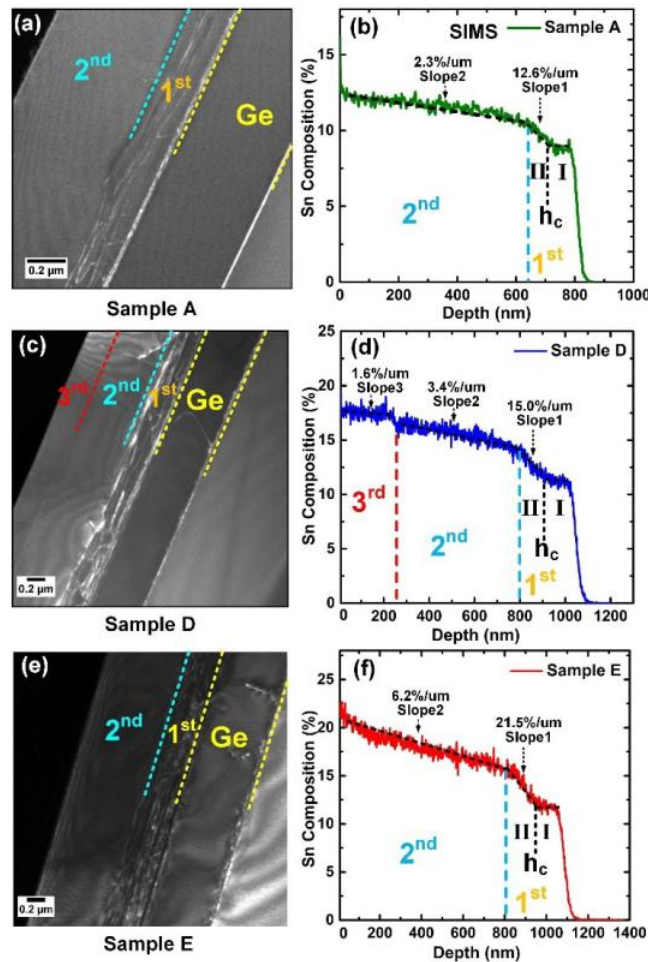 (a)
2nd
1st
Ge
0.2 μm
Sample A
(b)
SIMS
Sample A
2.3%/um
Slope2
12.6%/um
Slope1
II
I
2nd
hc
1st
Sn Composition (%)
15
10
5
0
0 200 400 600 800 1000
Depth (nm)
(c)
3rd
2nd
1st
Ge
0.2 μm
Sample D
(d)
Sample D
1.6%/um
Slope3
3.4%/um
Slope2
15.0%/um
Slope1
II
I
3rd
2nd
hc
1st
Sn Composition (%)
25
20
15
10
5
0
0 200 400 600 800 1000 1200
Depth (nm)
(e)
2nd
1st
Ge
0.2 μm
Sample E
(f)
Sample E
6.2%/um
Slope2
21.5%/um
Slope1
II
I
2nd
hc
1st
Sn Composition (%)
25
20
15
10
5
0
0 200 400 600 800 1000 1200 1400
Depth (nm)